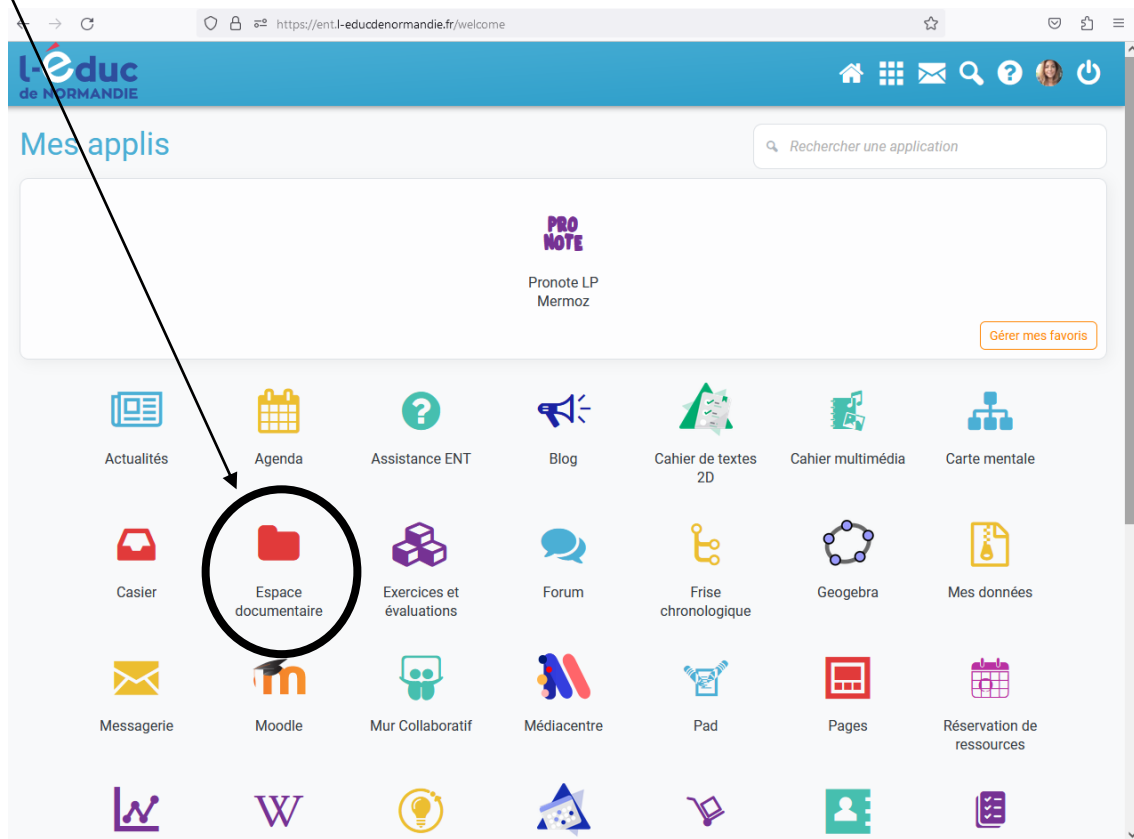 https://ent.l-educdenormandie.fr/welcome
l-éduc
de NORMANDIE
Mes applis
Rechercher une application
PRO
NOTE
Pronote LP
Mermoz
Gérer mes favoris
Actualités
Agenda
Assistance ENT
Blog
Cahier de textes
2D
Cahier multimédia
Carte mentale
Casier
Espace
documentaire
Exercices et
évaluations
Forum
Frise
chronologique
Geogebra
Mes données
Messagerie
Moodle
Mur Collaboratif
Médiacentre
Pad
Pages
Réservation de
ressources